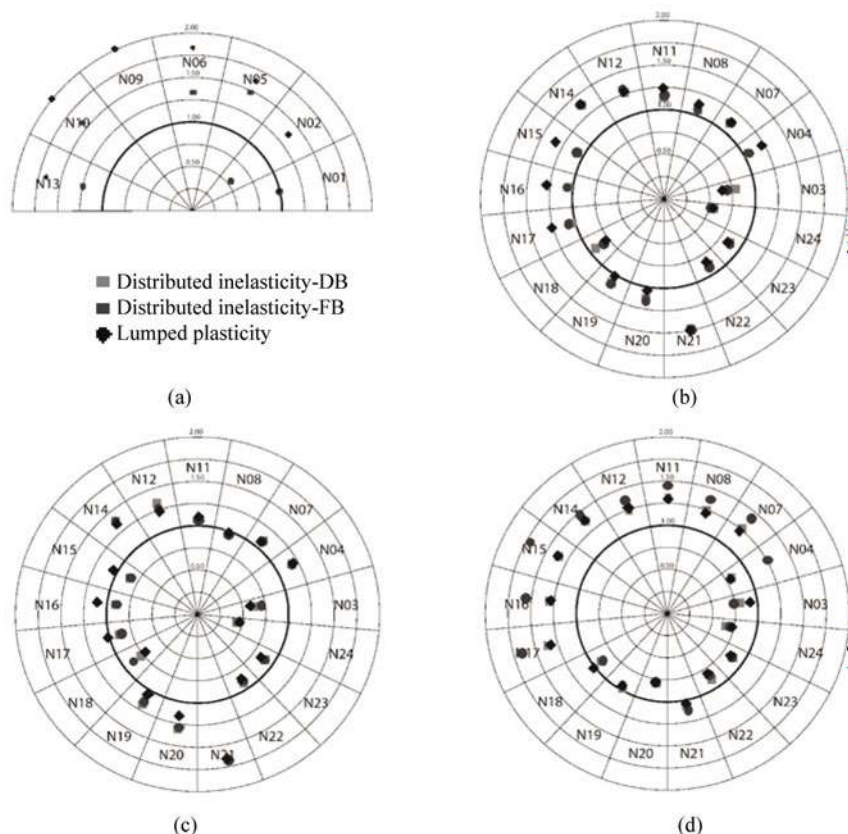 2.00
N06
N09
N05
1.50
N10
N02
1.00
0.50
N13
N01
Distributed inelasticity-DB
Distributed inelasticity-FB
Lumped plasticity
(a)
2.00
N11
N12
N08
1.50
N14
N07
1.00
N15
N04
0.50
N16
N03
N17
N24
N18
N23
N19
N22
N20
N21
(b)
2.00
N11
N12
N08
1.50
N14
N07
1.00
N15
N04
0.50
N16
N03
N17
N24
N18
N23
N19
N22
N20
N21
(c)
2.00
N11
N12
N08
1.50
N14
N07
1.00
N15
N04
0.50
N16
N03
N17
N24
N18
N23
N19
N22
N20
N21
(d)